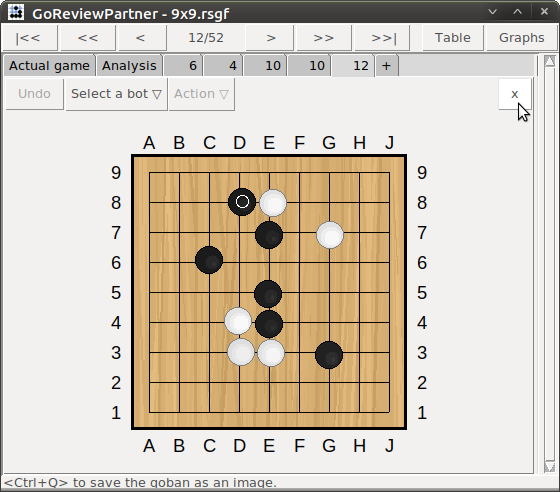 GoReviewPartner - 9x9.rsgf
|<< << < 12/52 > >> >>| Table Graphs
Actual game Analysis 6 4 10 10 12 +
Undo Select a bot ▽ Action ▽ x
A B C D E F G H J
9 9
8 8
7 7
6 6
5 5
4 4
3 3
2 2
1 1
A B C D E F G H J
<Ctrl+Q> to save the goban as an image.